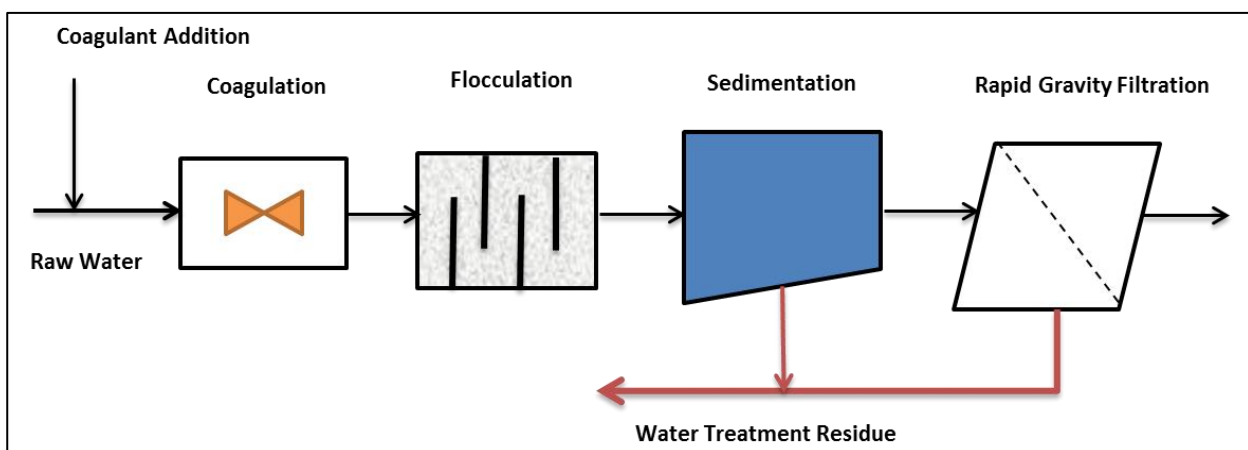 Coagulant Addition
Coagulation
Flocculation
Sedimentation
Rapid Gravity Filtration
Raw Water
Water Treatment Residue